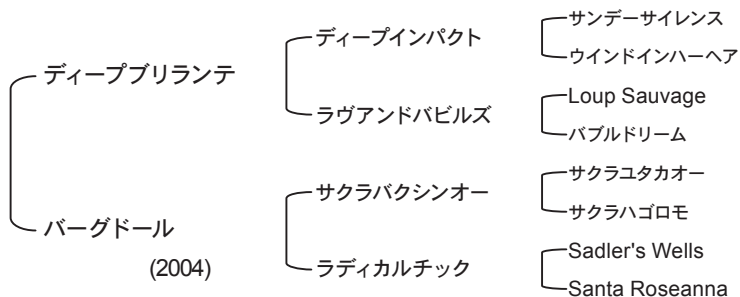 ディープブリランテ
バーグドール
(2004)
ディープインパクト
ラヴアンドバビルズ
サクラバクシンオー
ラディカルチック
サンデーサイレンス
ウインドインハーヘア
Loup Sauvage
バブルドリーム
サクラユタカオー
サクラハゴロモ
Sadler's Wells
Santa Roseanna